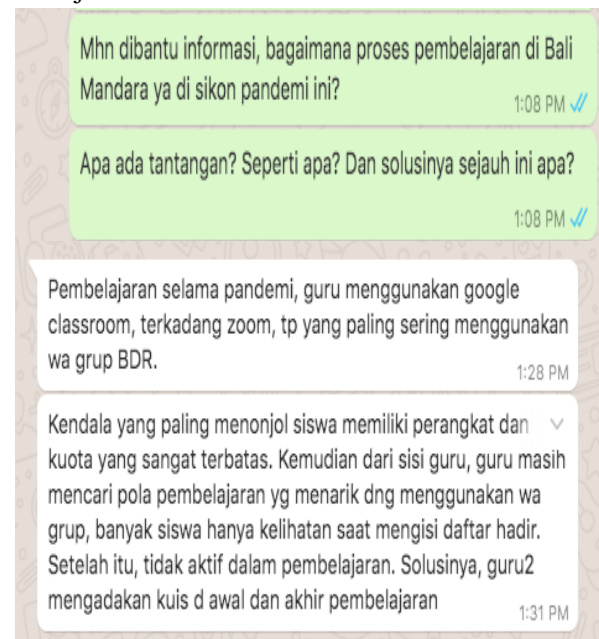 Mhn dibantu informasi, bagaimana proses pembelajaran di Bali
Mandara ya di sikon pandemi ini?
1:08 PM
Apa ada tantangan? Seperti apa? Dan solusinya sejauh ini apa?
1:08 PM
Pembelajaran selama pandemi, guru menggunakan google
classroom, terkadang zoom, tp yang paling sering menggunakan
wa grup BDR.
1:28 PM
Kendala yang paling menonjol siswa memiliki perangkat dan
kuota yang sangat terbatas. Kemudian dari sisi guru, guru masih
mencari pola pembelajaran yg menarik dng menggunakan wa
grup, banyak siswa hanya kelihatan saat mengisi daftar hadir.
Setelah itu, tidak aktif dalam pembelajaran. Solusinya, guru2
mengadakan kuis d awal dan akhir pembelajaran
1:31 PM